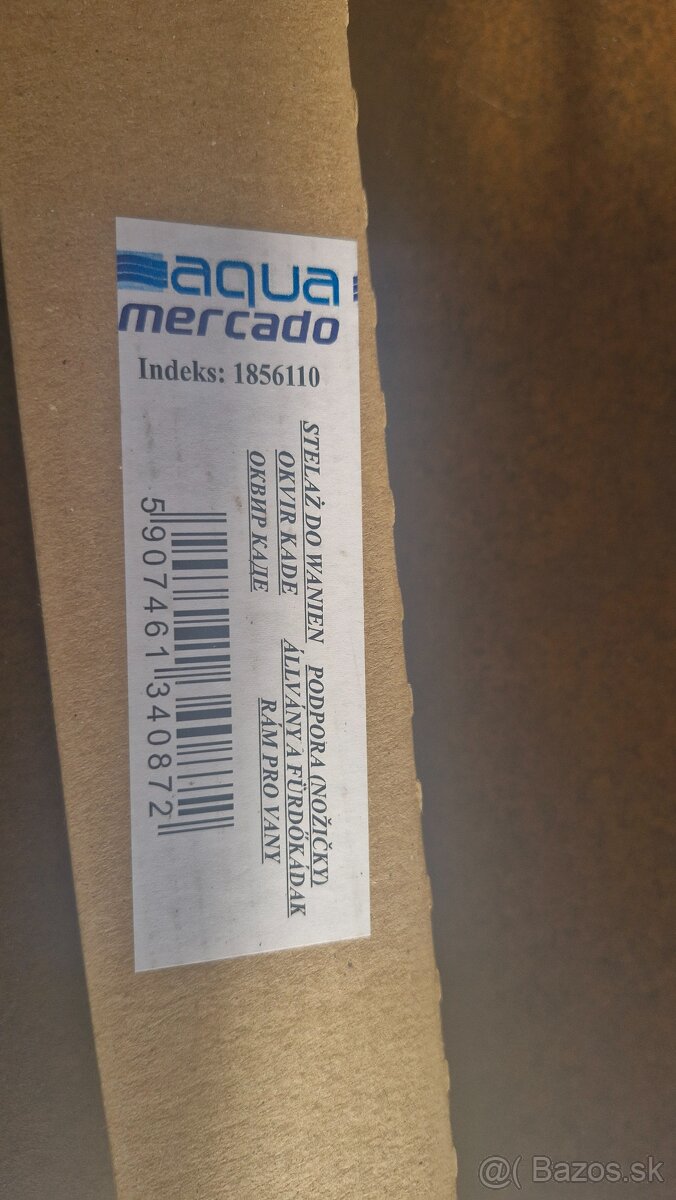 aqua
mercado
Indeks: 1856110
STELAŻ DO WANIEN
OKVIR KADE
ОКВИР КАДЕ
PODPORA (NOŽIČKY)
ÁLLVÁNY A FÜRDŐKÁDAK
RÁM PRO VANY
5907461340872
@( Bazos.sk